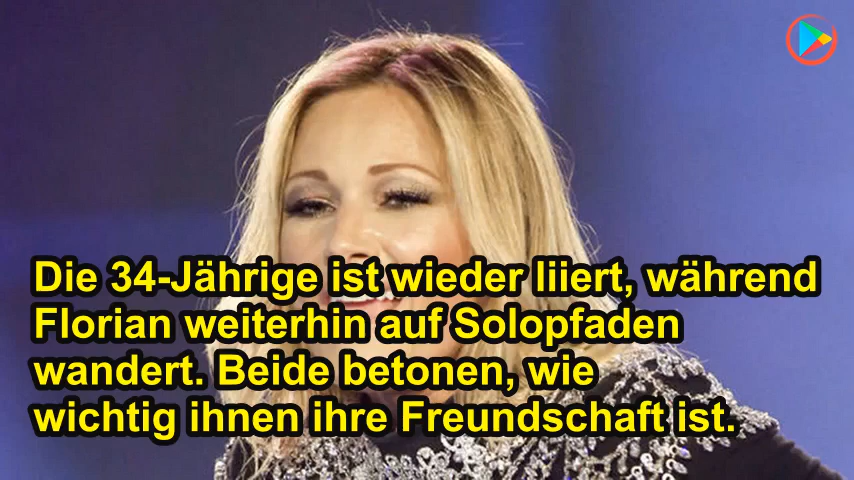 Die 34-Jährige ist wieder liiert, während
Florian weiterhin auf Solopfaden
wandert. Beide betonen, wie
wichtig ihnen ihre Freundschaft ist.